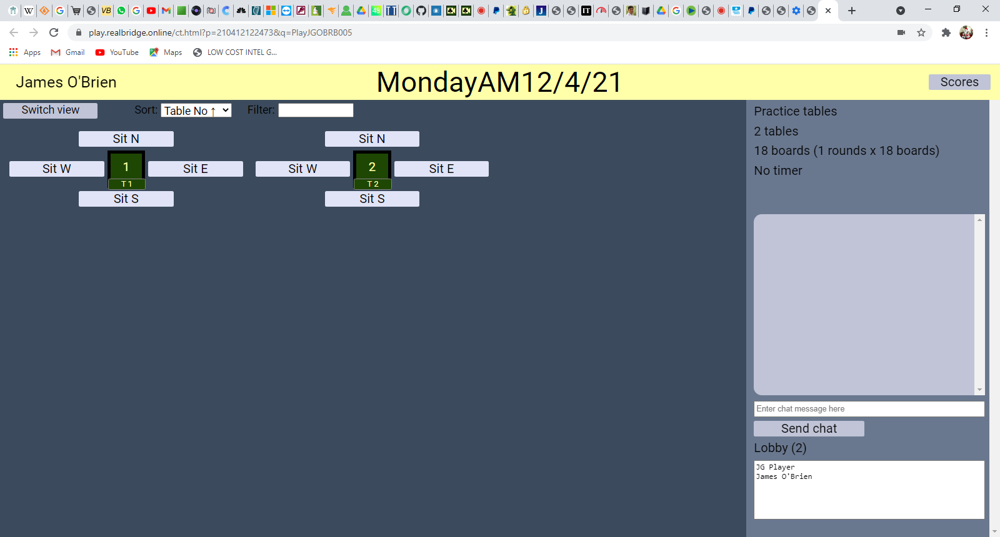 play.realbridge.online/ct.html?p=210412122473&q=PlayJGOBRB005
Apps Gmail YouTube Maps LOW COST INTEL G...
James O'Brien MondayAM12/4/21 Scores
Switch view Sort: Table No ↑ Filter:
Sit N Sit N
Sit W 1 Sit E Sit W 2 Sit E
T 1 T 2
Sit S Sit S
Practice tables
2 tables
18 boards (1 rounds x 18 boards)
No timer
Enter chat message here
Send chat
Lobby (2)
JG Player
James O'Brien